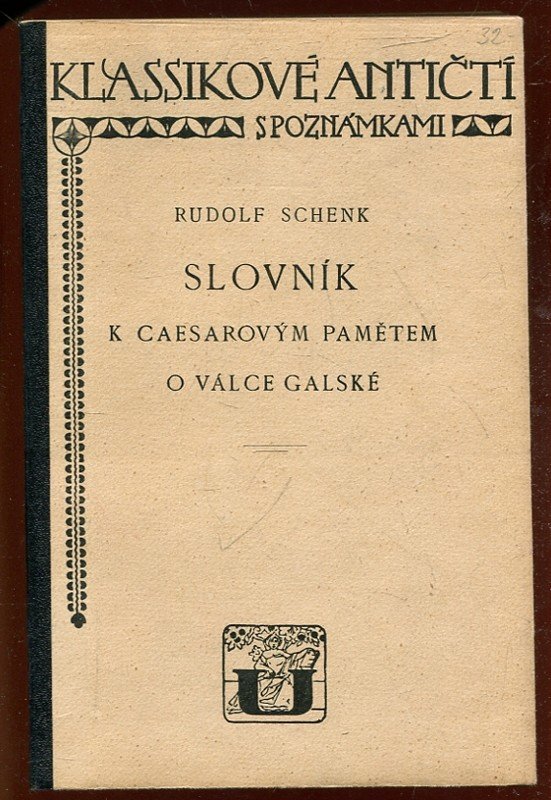 32-
KLASSIKOVÉ ANTIČTÍ
S POZNÁMKAMI
RUDOLF SCHENK
SLOVNÍK
K CAESAROVÝM PAMĚTEM
O VÁLCE GALSKÉ
U